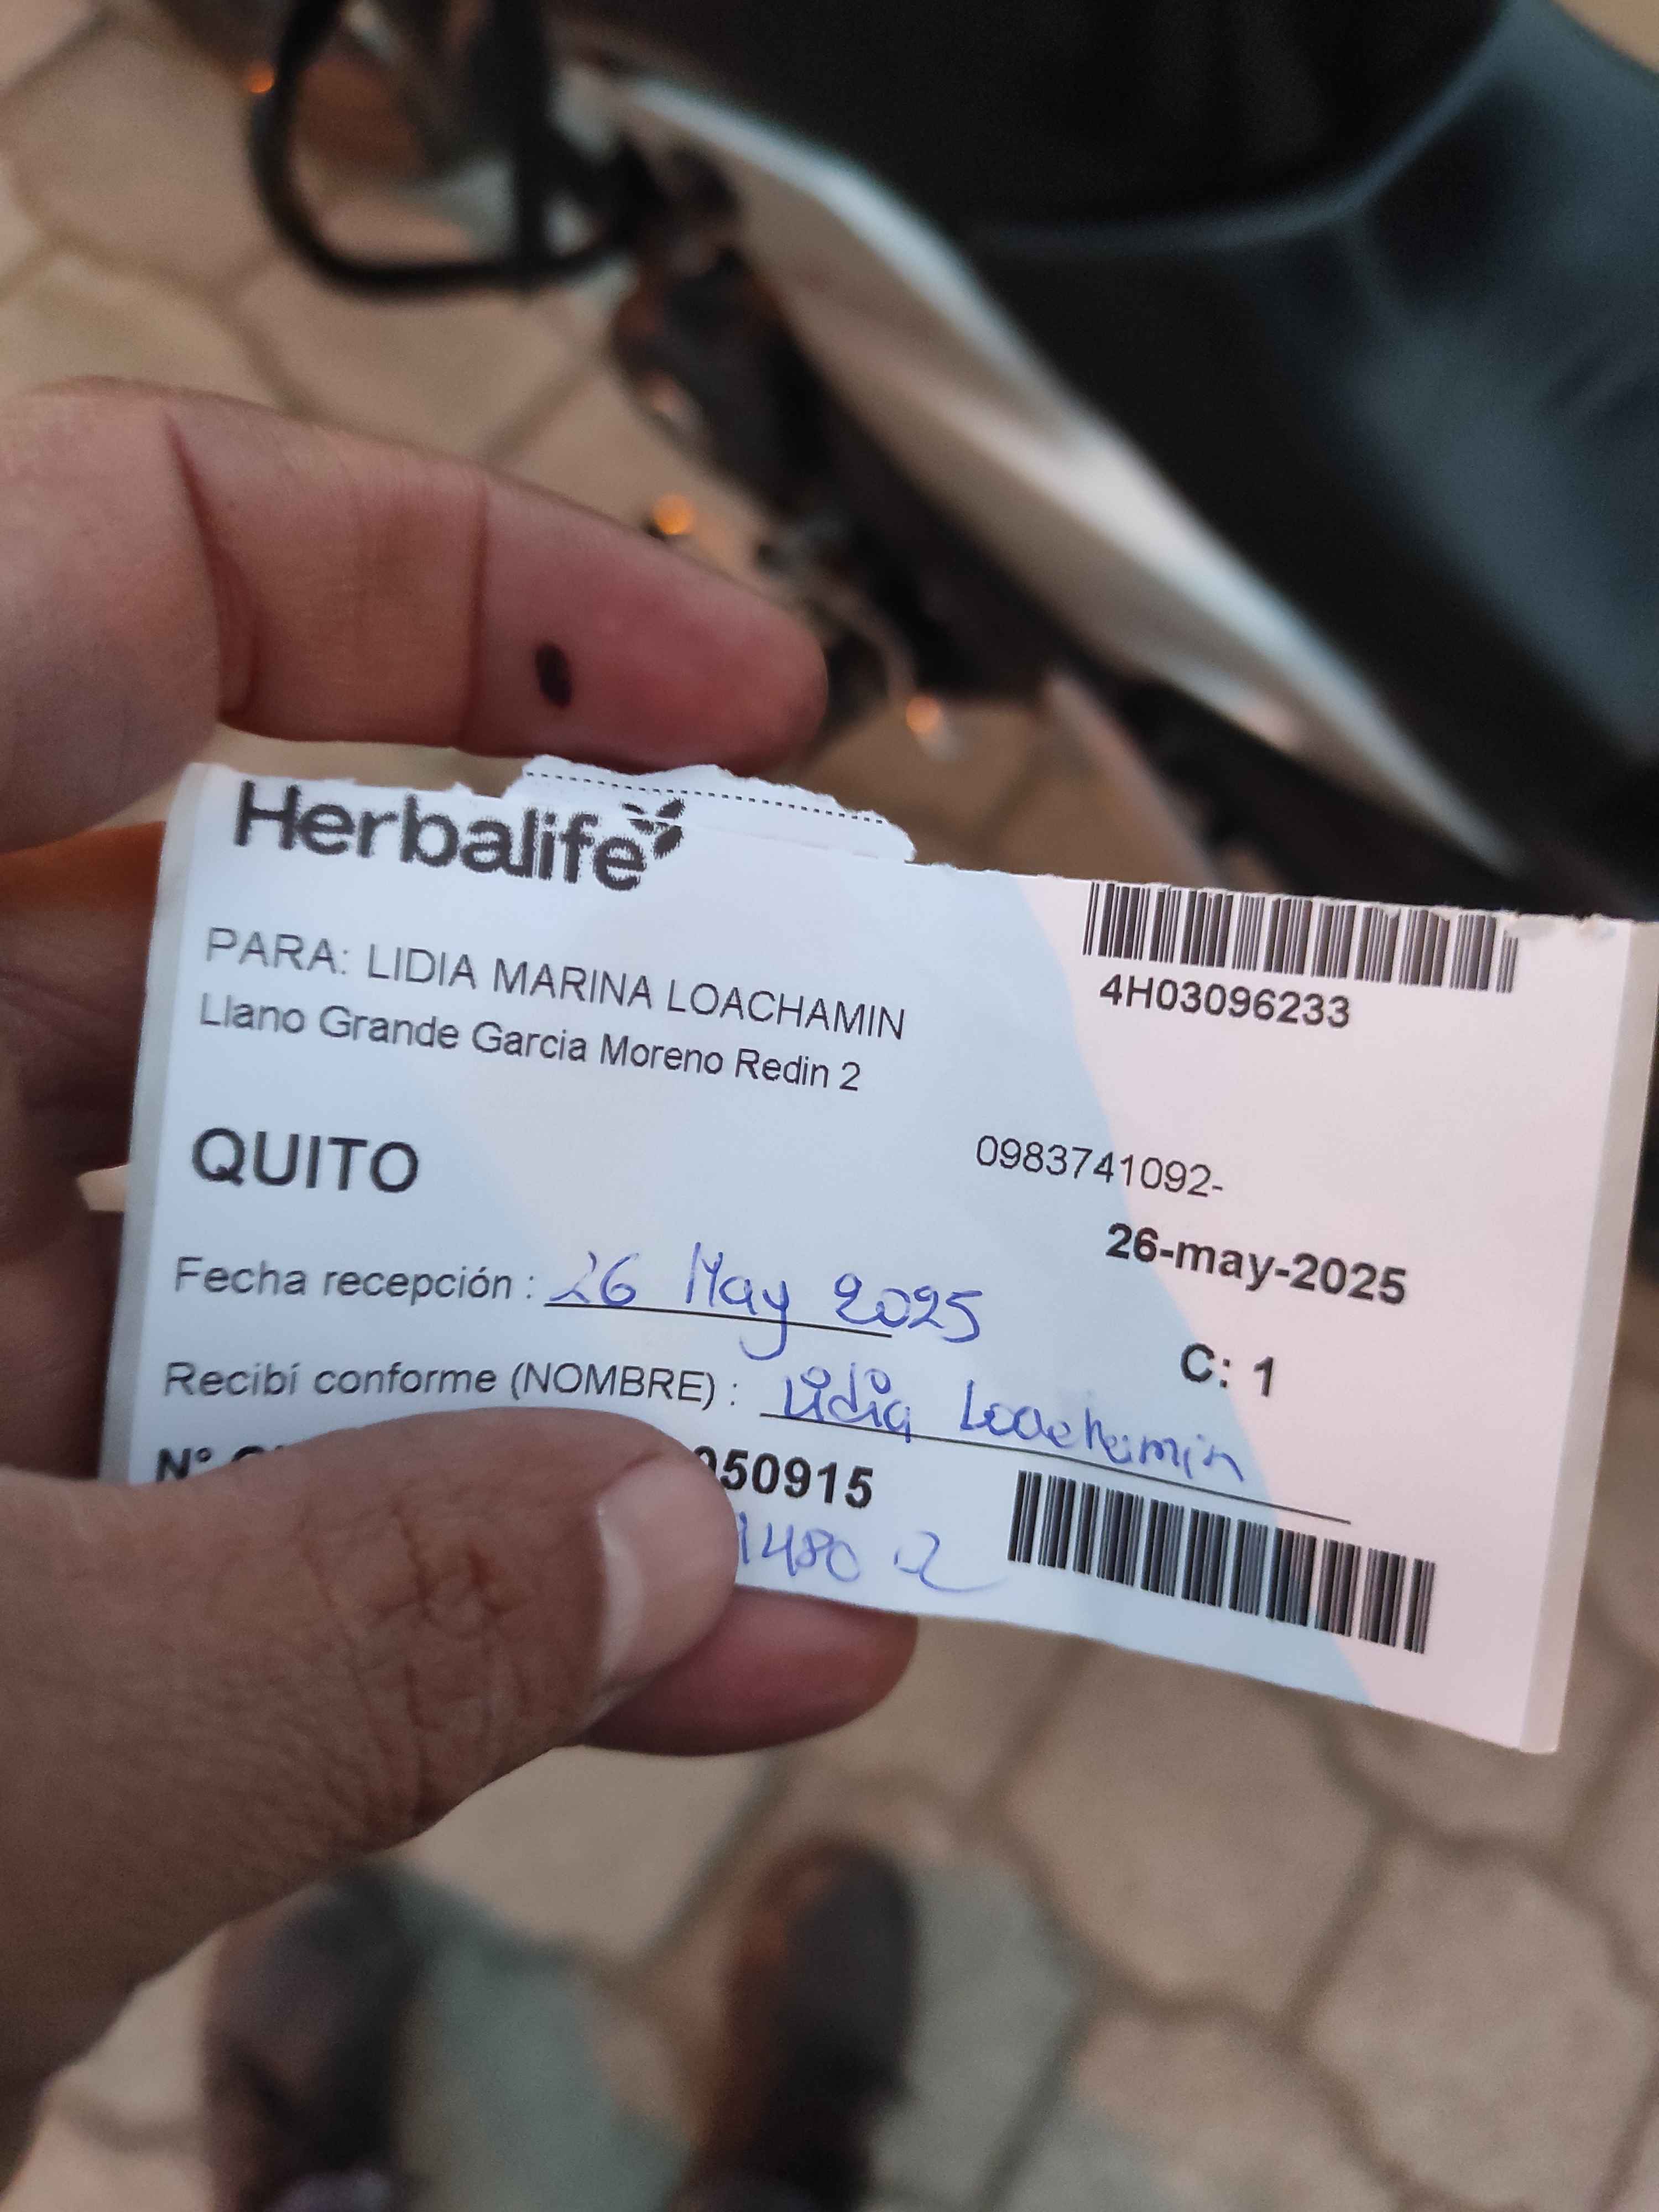 Herbalife
PARA: LIDIA MARINA LOACHAMIN
Llano Grande Garcia Moreno Redin 2
4H03096233
QUITO
0983741092-
26-may-2025
Fecha recepción : 26 May 2025
C: 1
Recibí conforme (NOMBRE) : Lidia Loachamin
N° 050915
1480